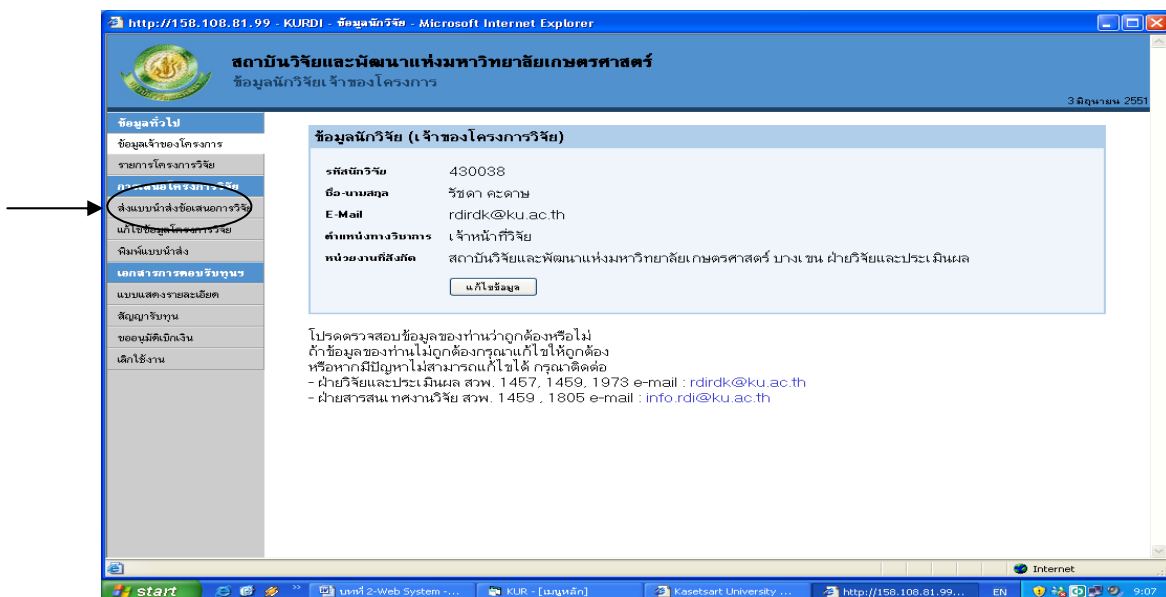 http://158.108.81.99 - KURDI - ข้อมูลนักวิจัย - Microsoft Internet Explorer
สถาบันวิจัยและพัฒนาแห่งมหาวิทยาลัยเกษตรศาสตร์
ข้อมูลนักวิจัยเจ้าของโครงการ
3 มิถุนายน 2551
ข้อมูลทั่วไป
ข้อมูลเจ้าของโครงการ
รายการโครงการวิจัย
การเสนอโครงการวิจัย
ส่งแบบนำส่งข้อเสนอการวิจัย
แก้ไขข้อมูลโครงการวิจัย
พิมพ์แบบนำส่ง
เอกสารการตอบรับทุนฯ
แบบแสดงรายละเอียด
สัญญารับทุน
ขออนุมัติเบิกเงิน
เลิกใช้งาน
ข้อมูลนักวิจัย (เจ้าของโครงการวิจัย)
รหัสนักวิจัย 430038
ชื่อ-นามสกุล รัชดา คะดาษ
E-Mail rdirdk@ku.ac.th
ตำแหน่งทางวิชาการ เจ้าหน้าที่วิจัย
หน่วยงานที่สังกัด สถาบันวิจัยและพัฒนาแห่งมหาวิทยาลัยเกษตรศาสตร์ บางเขน ฝ่ายวิจัยและประเมินผล
แก้ไขข้อมูล
โปรดตรวจสอบข้อมูลของท่านว่าถูกต้องหรือไม่
ถ้าข้อมูลของท่านไม่ถูกต้องกรุณาแก้ไขให้ถูกต้อง
หรือหากมีปัญหาไม่สามารถแก้ไขได้ กรุณาติดต่อ
- ฝ่ายวิจัยและประเมินผล สวพ. 1457, 1459, 1973 e-mail : rdirdk@ku.ac.th
- ฝ่ายสารสนเทศงานวิจัย สวพ. 1459 , 1805 e-mail : info.rdi@ku.ac.th
Internet
start
บทที่ 2-Web System -...
KUR - [เมนูหลัก]
Kasetsart University ...
http://158.108.81.99...
EN
9:07